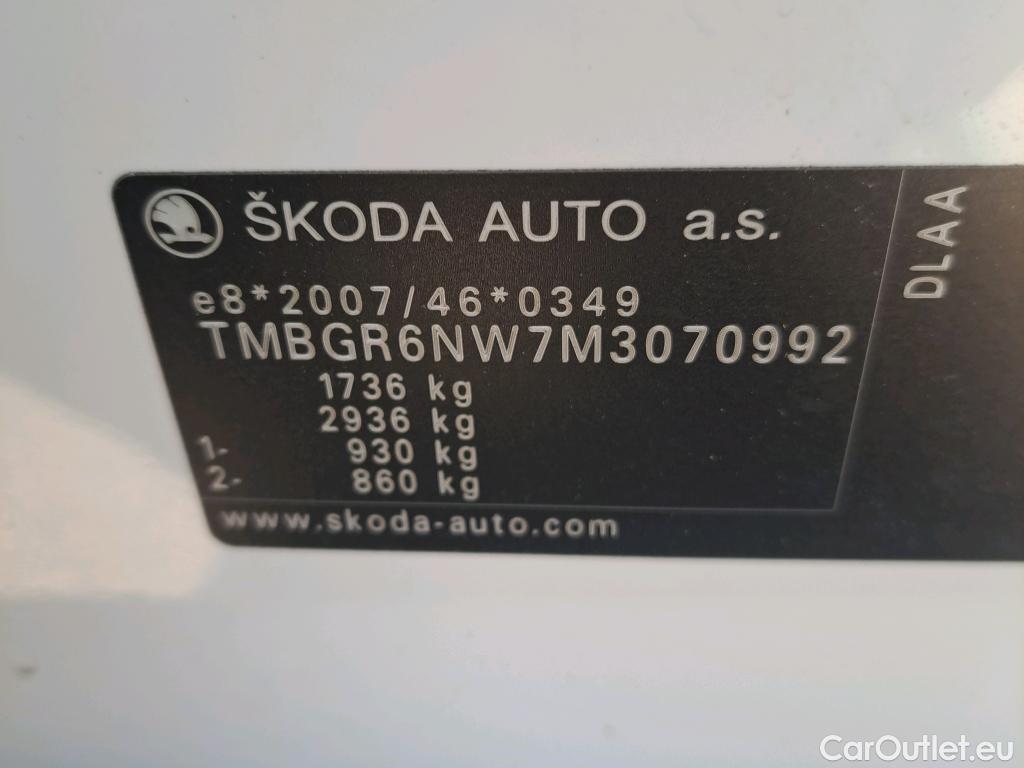 ŠKODA AUTO a.s.
e8*2007/46*0349
TMBGR6NW7M3070992
1736 kg
2936 kg
1- 930 kg
2- 860 kg
www.skoda-auto.com
DLAA
CarOutlet.eu